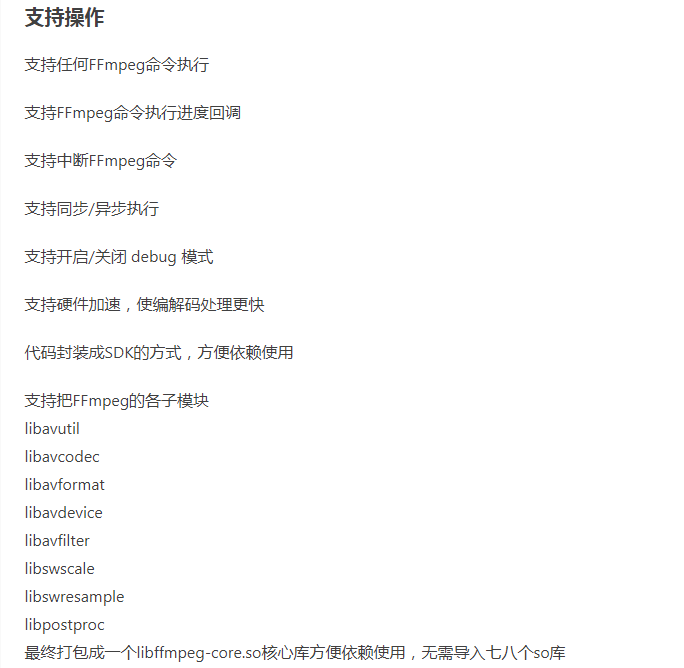 支持操作
支持任何FFmpeg命令执行
支持FFmpeg命令执行进度回调
支持中断FFmpeg命令
支持同步/异步执行
支持开启/关闭 debug 模式
支持硬件加速，使编解码处理更快
代码封装成SDK的方式，方便依赖使用
支持把FFmpeg的各子模块
libavutil
libavcodec
libavformat
libavdevice
libavfilter
libswscale
libswresample
libpostproc
最终打包成一个libffmpeg-core.so核心库方便依赖使用，无需导入七八个so库